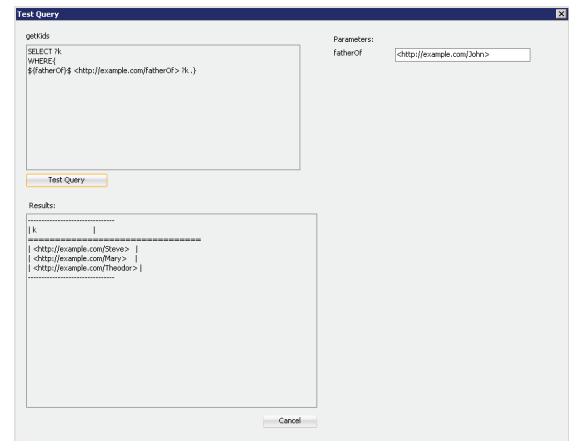 Test Query
getKids
SELECT ?k
WHERE{
${fatherOf}$ <http://example.com/fatherOf> ?k .}
Parameters:
fatherOf <http://example.com/John>
Test Query
Results:
--------------------------------
| k |
================================
| <http://example.com/Steve> |
| <http://example.com/Mary> |
| <http://example.com/Theodor> |
--------------------------------
Cancel